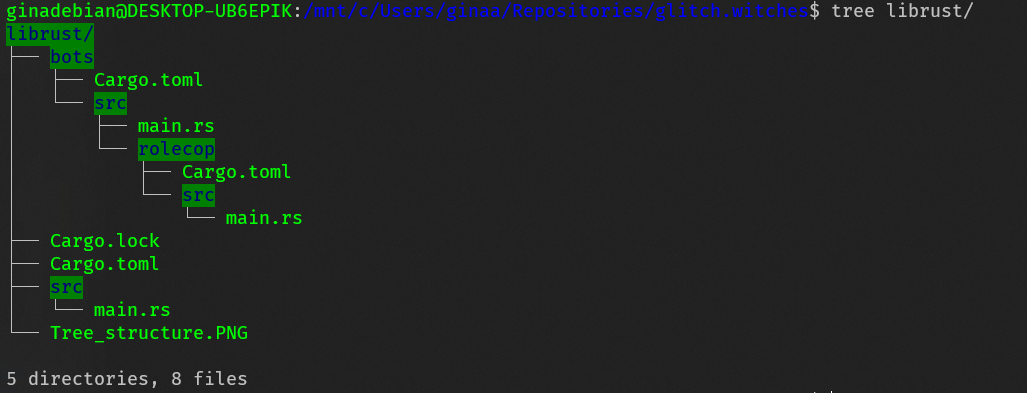 ginadebian@DESKTOP-UB6EPIK:/mnt/c/Users/ginaa/Repositories/glitch.witches$ tree librust/
librust/
├── bots
│   ├── Cargo.toml
│   └── src
│       ├── main.rs
│       └── rolecop
│           ├── Cargo.toml
│           └── src
│               └── main.rs
├── Cargo.lock
├── Cargo.toml
├── src
│   └── main.rs
└── Tree_structure.PNG
5 directories, 8 files